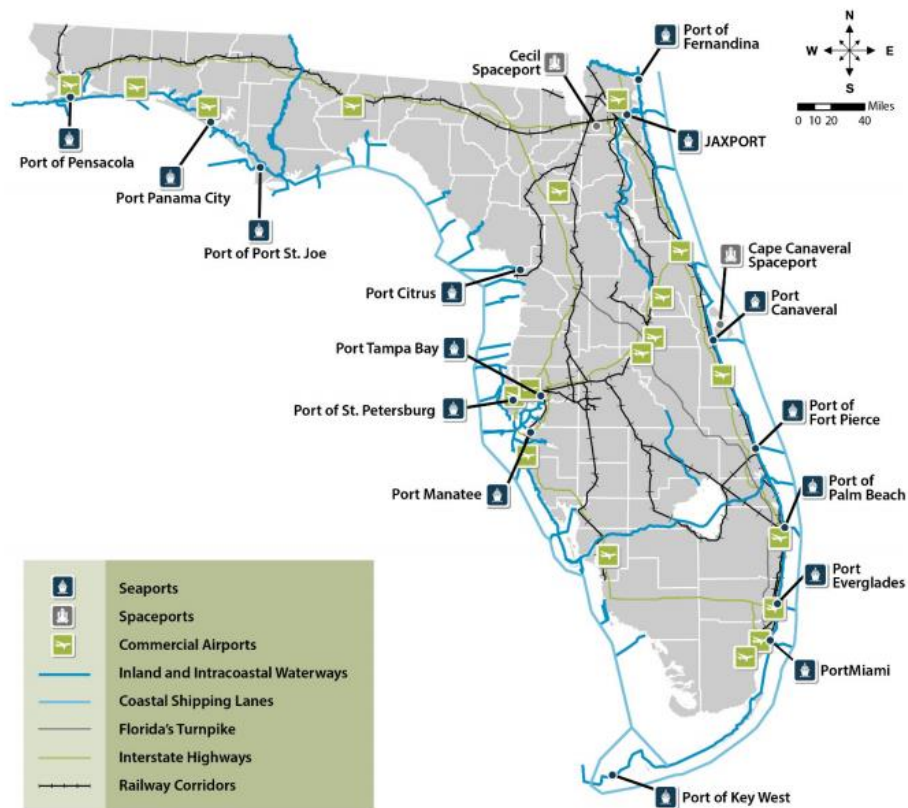 Port of
Fernandina
Cecil
Spaceport
N
W
E
S
Miles
0 10 20 40
JAXPORT
Port of Pensacola
Port Panama City
Port of Port St. Joe
Cape Canaveral
Spaceport
Port Citrus
Port
Canaveral
Port Tampa Bay
Port of St. Petersburg
Port of
Fort Pierce
Port Manatee
Port of
Palm Beach
Port
Everglades
PortMiami
Port of Key West
Seaports
Spaceports
Commercial Airports
Inland and Intracoastal Waterways
Coastal Shipping Lanes
Florida's Turnpike
Interstate Highways
Railway Corridors